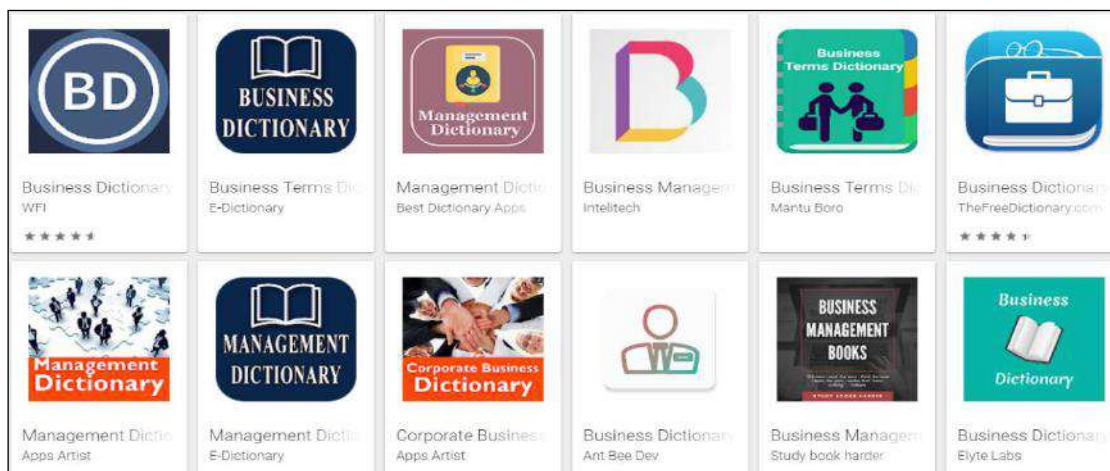 BD
BUSINESS
DICTIONARY
Management
Dictionary
B
Business
Terms Dictionary
Business Dictionary
WFI
Business Terms Dic
E-Dictionary
Management Dictio
Best Dictionary Apps
Business Managem
Intelitech
Business Terms Dic
Mantu Boro
Business Dictionary
TheFreeDictionary.com
Management
Dictionary
MANAGEMENT
DICTIONARY
Corporate Business
Dictionary
BUSINESS
MANAGEMENT
BOOKS
STUDY BOOK HARDER
Business
Dictionary
Management Dictio
Apps Artist
Management Dictio
E-Dictionary
Corporate Business
Apps Artist
Business Dictionary
Ant Bee Dev
Business Managem
Study book harder
Business Dictionary
Elyte Labs